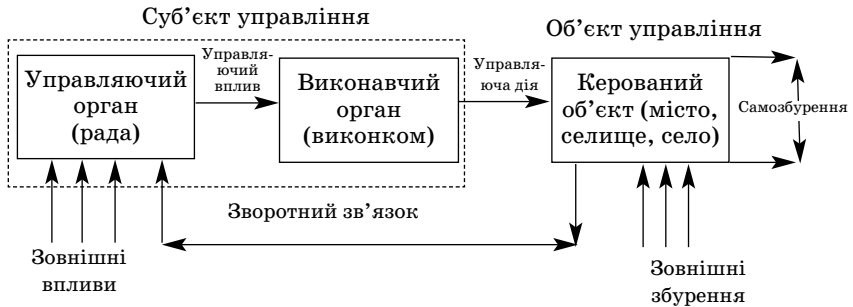 Суб’єкт управління
Об’єкт управління
Управляючий
орган
(рада)
Управля-
ючий
вплив
Виконавчий
орган
(виконком)
Управля-
юча дія
Керований
об’єкт (місто,
селище, село)
Самозбурення
Зворотний зв’язок
Зовнішні
впливи
Зовнішні
збурення